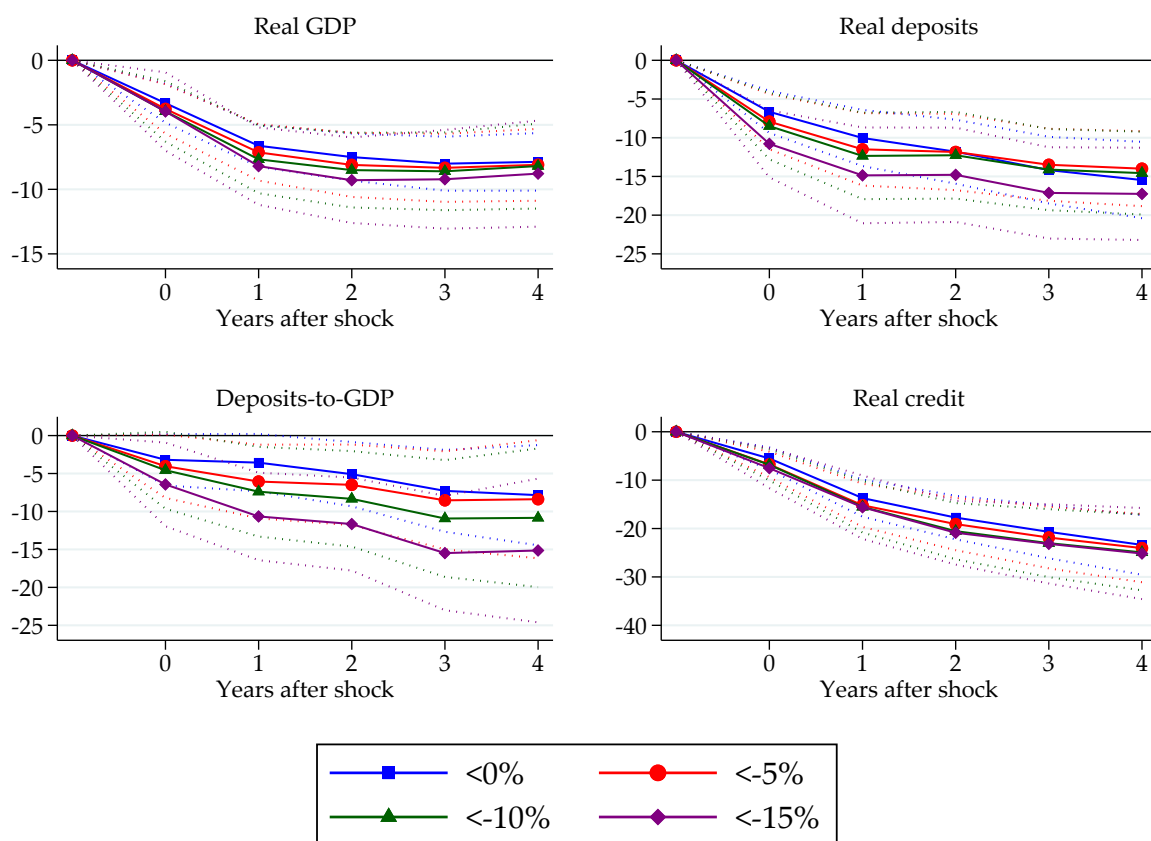 Real GDP
0
-5
-10
-15
0 1 2 3 4
Years after shock
Real deposits
0
-5
-10
-15
-20
-25
0 1 2 3 4
Years after shock
Deposits-to-GDP
0
-5
-10
-15
-20
-25
0 1 2 3 4
Years after shock
Real credit
0
-10
-20
-30
-40
0 1 2 3 4
Years after shock
<0% <-5%
<-10% <-15%